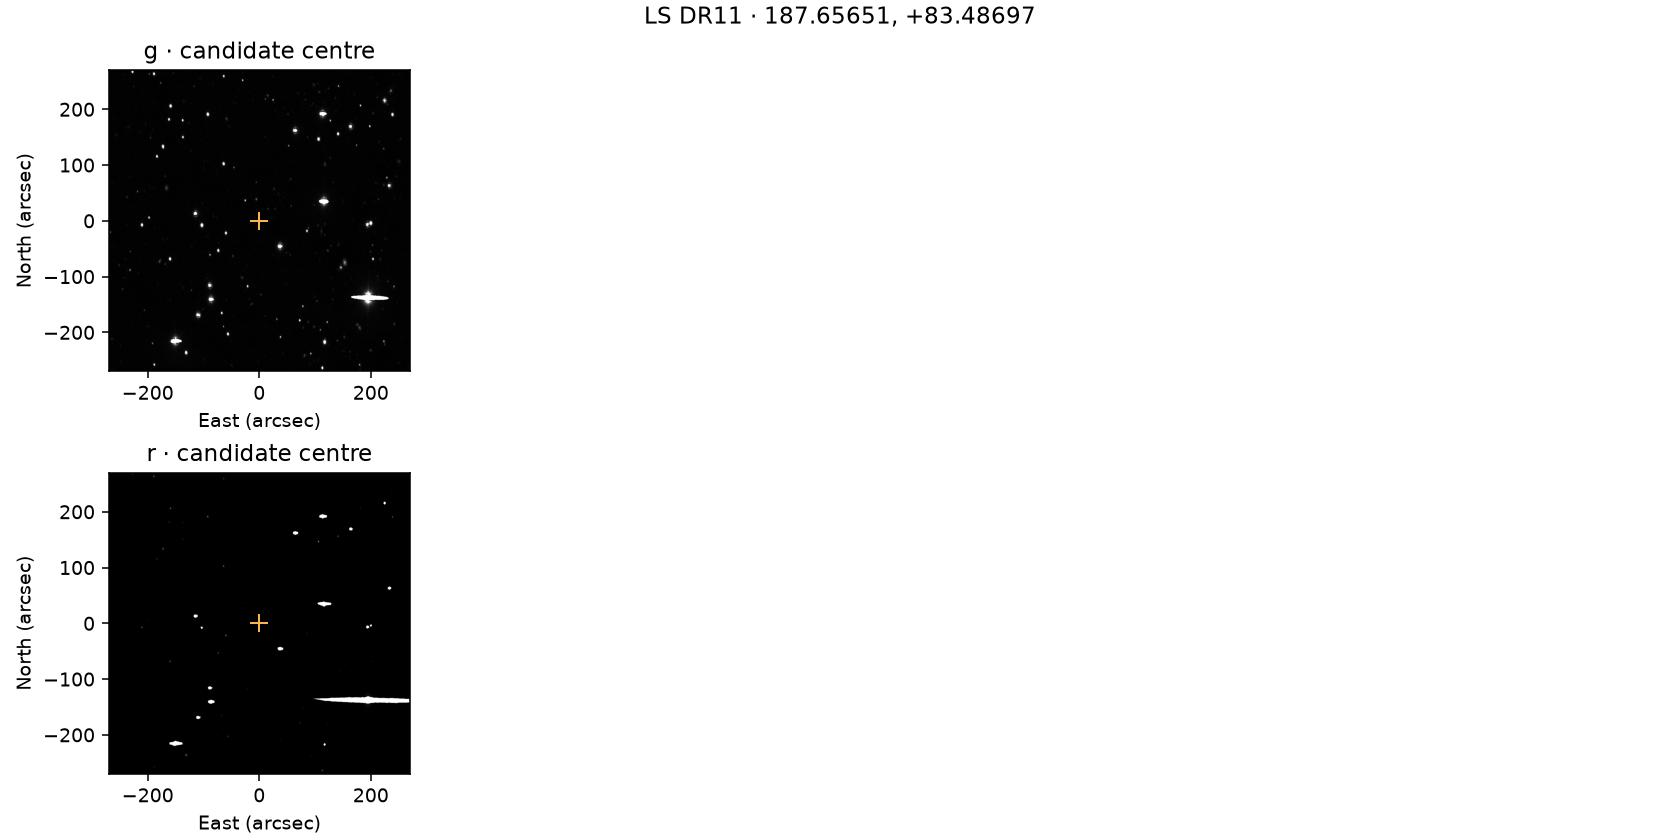 LS DR11 · 187.65651, +83.48697
g · candidate centre
North (arcsec)
200
100
0
−100
−200
−200 0 200
East (arcsec)
r · candidate centre
North (arcsec)
200
100
0
−100
−200
−200 0 200
East (arcsec)